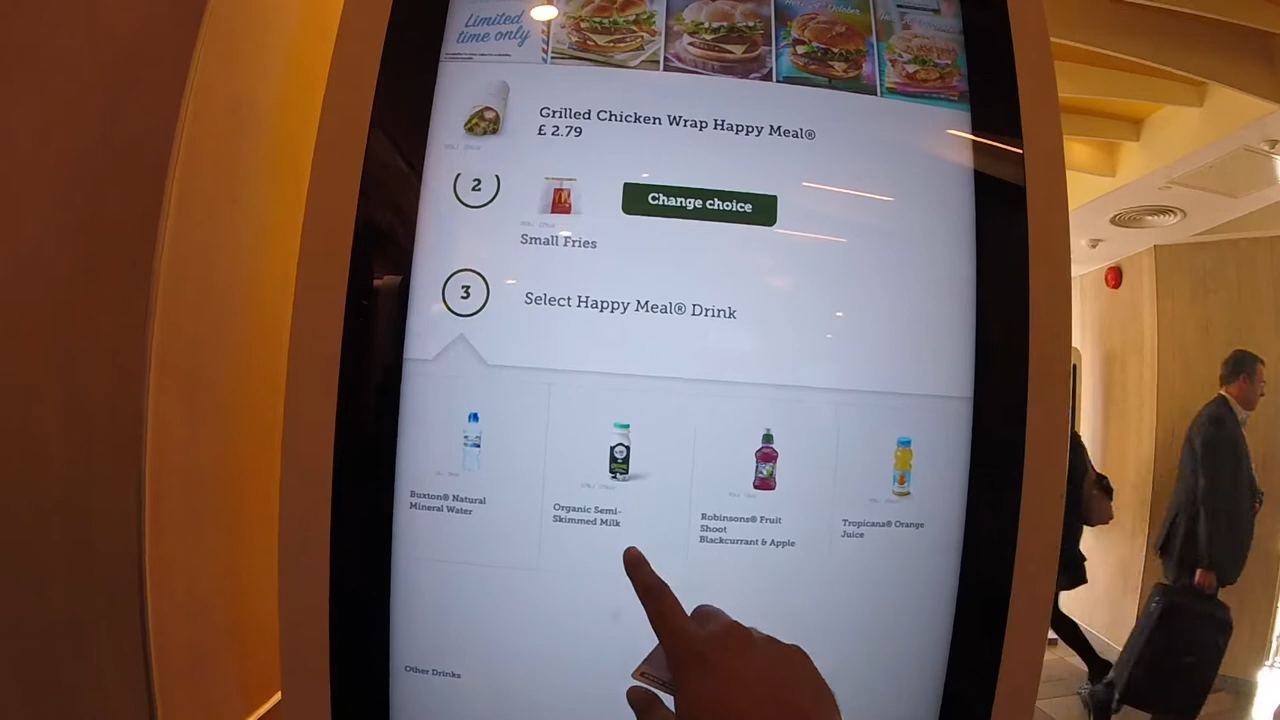 Limited
time only
Grilled Chicken Wrap Happy Meal®
£ 2.79
2
Change choice
Small Fries
3
Select Happy Meal® Drink
Buxton® Natural
Mineral Water
Organic Semi-
Skimmed Milk
Robinsons® Fruit
Shoot
Blackcurrant & Apple
Tropicana® Orange
Juice
Other Drinks